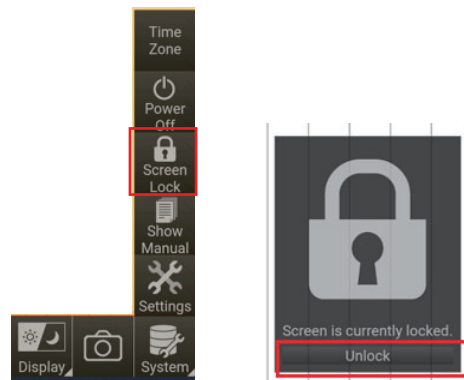 Time
Zone
Power
Off
Screen
Lock
Show
Manual
Settings
Display
System
Screen is currently locked.
Unlock